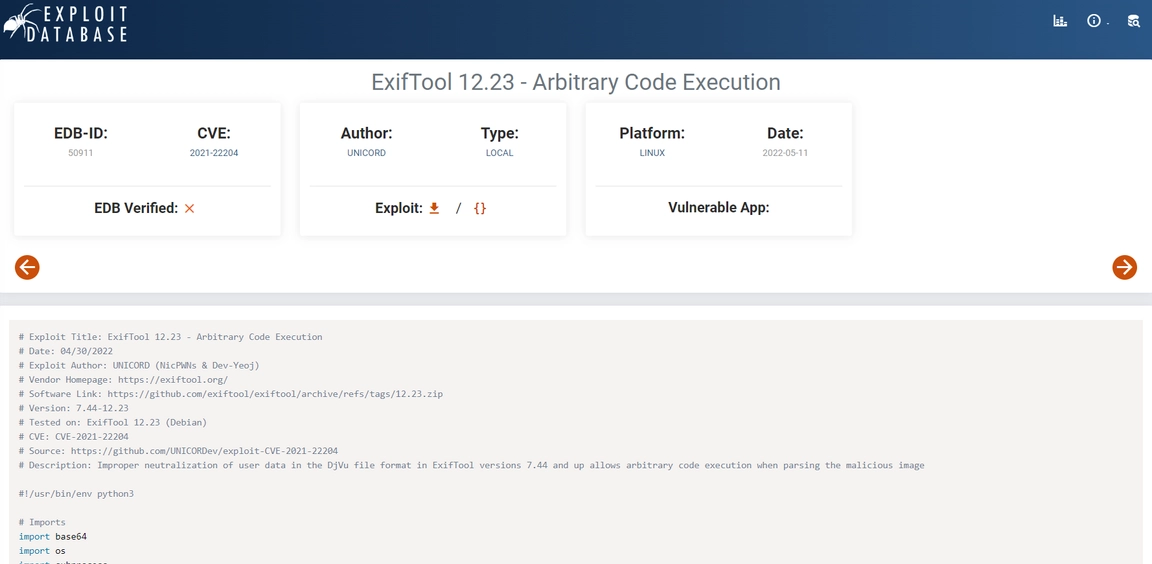 EXPLOIT
DATABASE
ExifTool 12.23 - Arbitrary Code Execution
EDB-ID:
50911
CVE:
2021-22204
EDB Verified: ×
Author:
UNICORD
Type:
LOCAL
Exploit: / {}
Platform:
LINUX
Date:
2022-05-11
Vulnerable App:
# Exploit Title: ExifTool 12.23 - Arbitrary Code Execution
# Date: 04/30/2022
# Exploit Author: UNICORD (NicPWNs & Dev-Yeoj)
# Vendor Homepage: https://exiftool.org/
# Software Link: https://github.com/exiftool/exiftool/archive/refs/tags/12.23.zip
# Version: 7.44-12.23
# Tested on: ExifTool 12.23 (Debian)
# CVE: CVE-2021-22204
# Source: https://github.com/UNICORDev/exploit-CVE-2021-22204
# Description: Improper neutralization of user data in the DjVu file format in ExifTool versions 7.44 and up allows arbitrary code execution when parsing the malicious image
#!/usr/bin/env python3
# Imports
import base64
import os